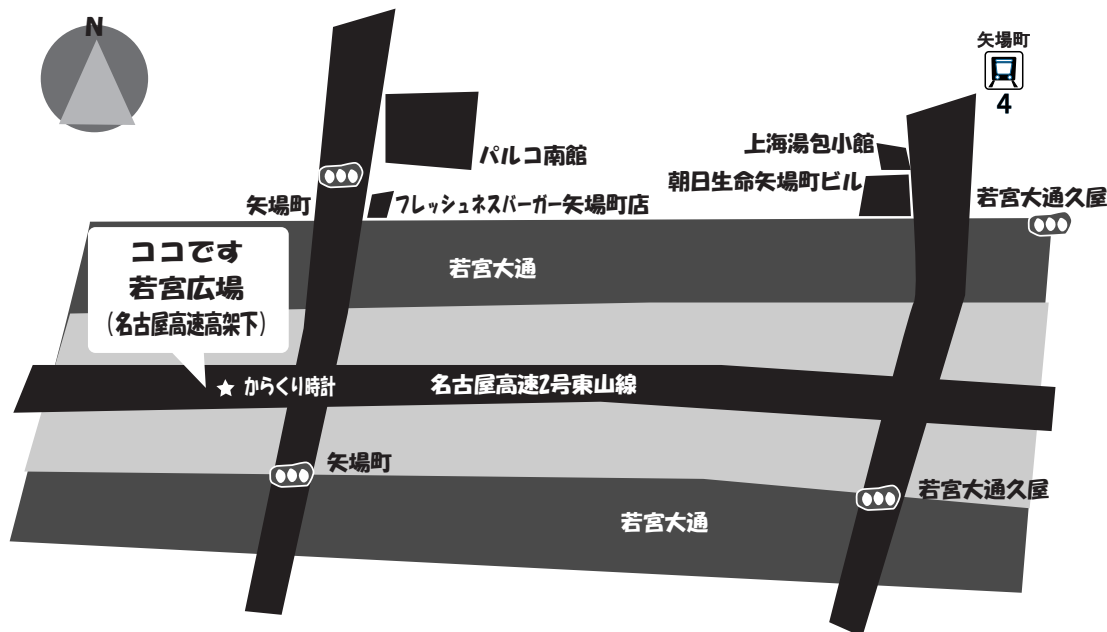 N
矢場町
4
上海湯包小館
パルコ南館
朝日生命矢場町ビル
若宮大通久屋
矢場町
フレッシュネスバーガー矢場町店
ココです
若宮広場
(名古屋高速高架下)
若宮大通
★ からくり時計
名古屋高速2号東山線
矢場町
若宮大通久屋
若宮大通